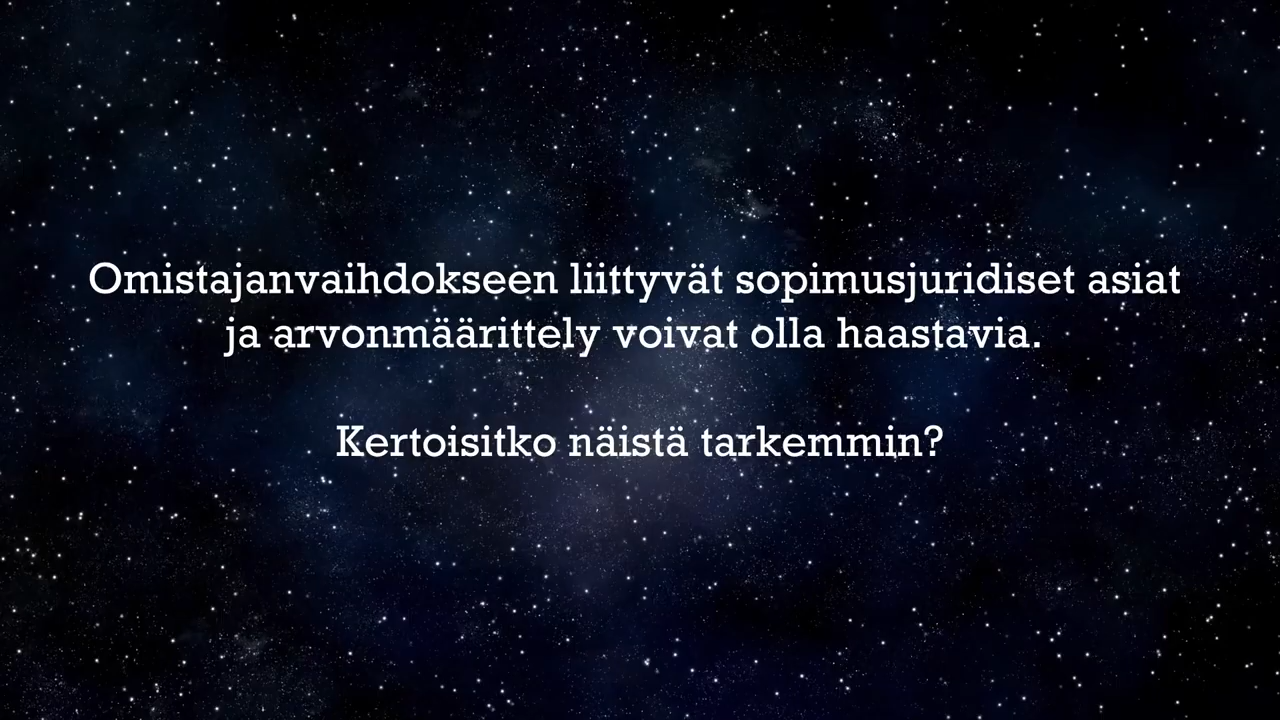 Omistajanvaihdokseen liittyvät sopimusjuridiset asiat
ja arvonmäärittely voivat olla haastavia.
Kertoisitko näistä tarkemmin?